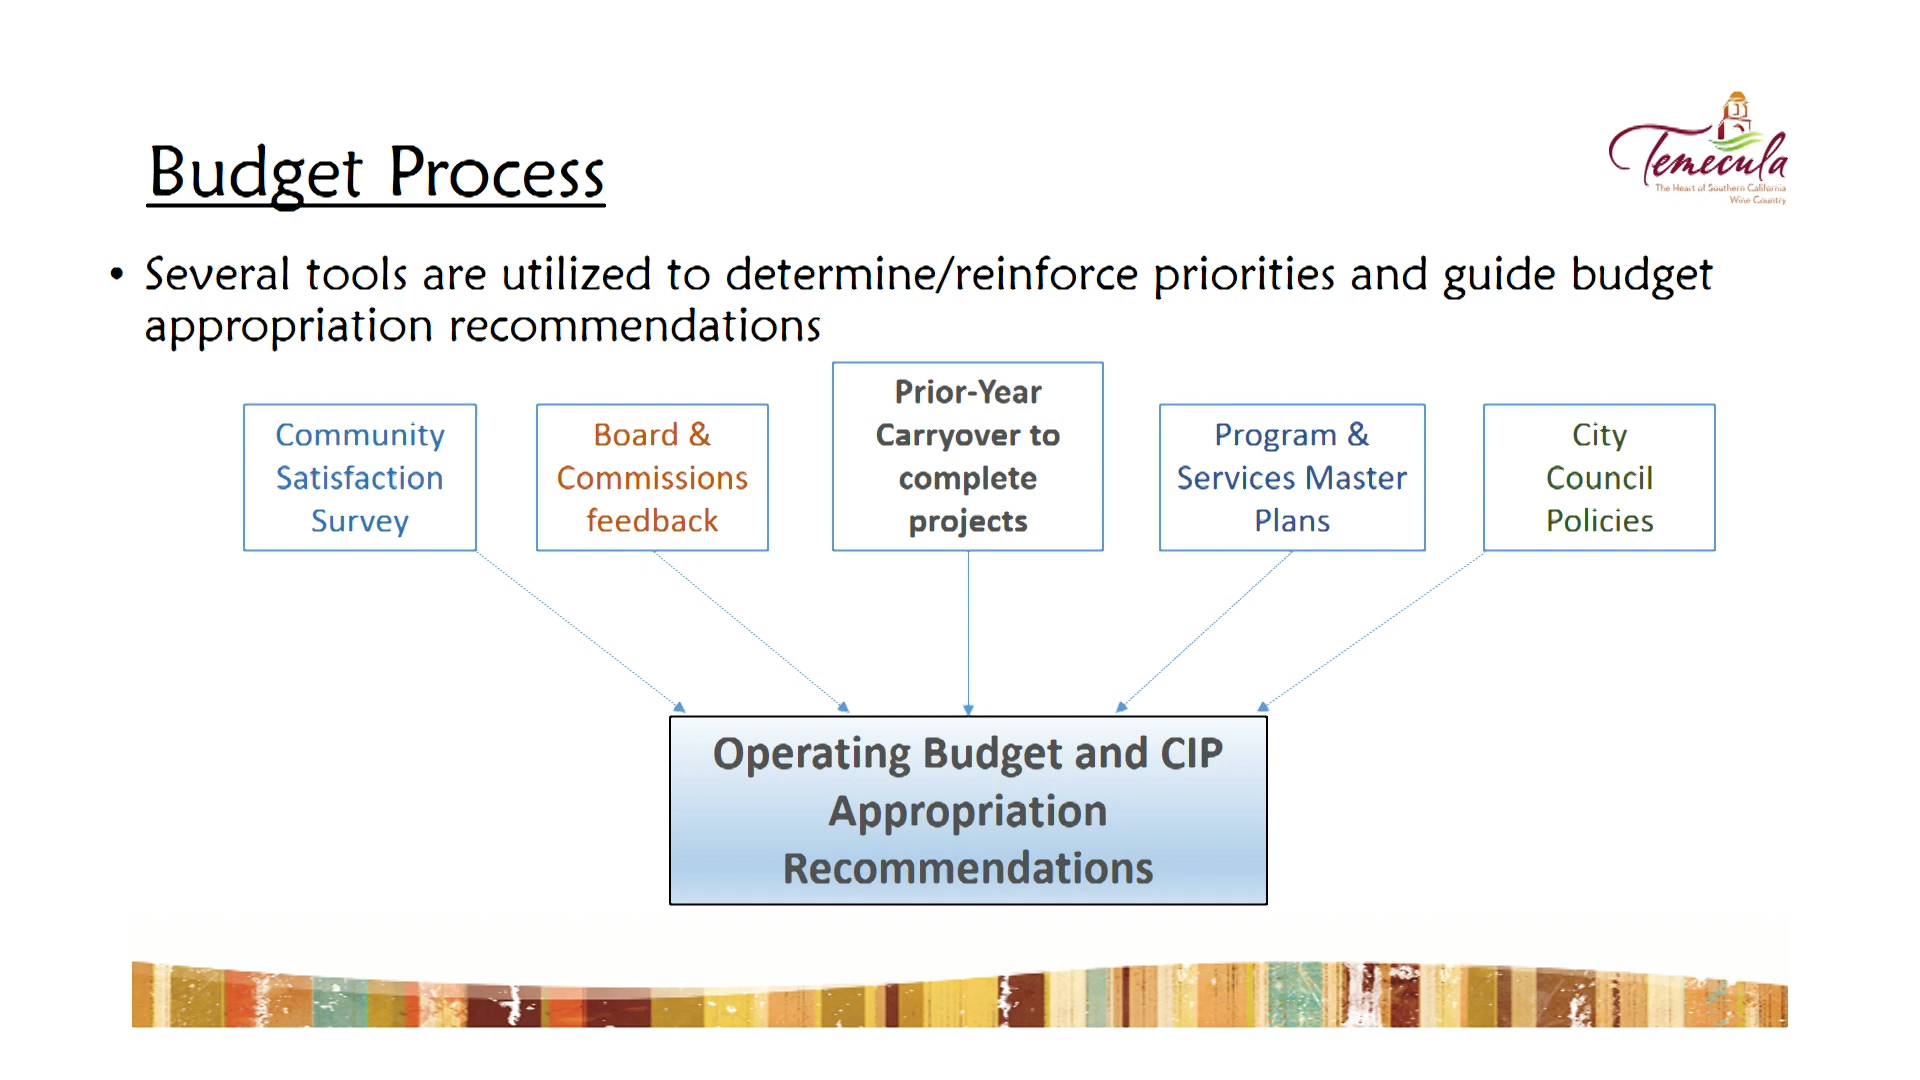 Temecula
The Heart of Southern California
Wine Country
Budget Process
• Several tools are utilized to determine/reinforce priorities and guide budget
appropriation recommendations
Community
Satisfaction
Survey
Board &
Commissions
feedback
Prior-Year
Carryover to
complete
projects
Program &
Services Master
Plans
City
Council
Policies
Operating Budget and CIP
Appropriation
Recommendations